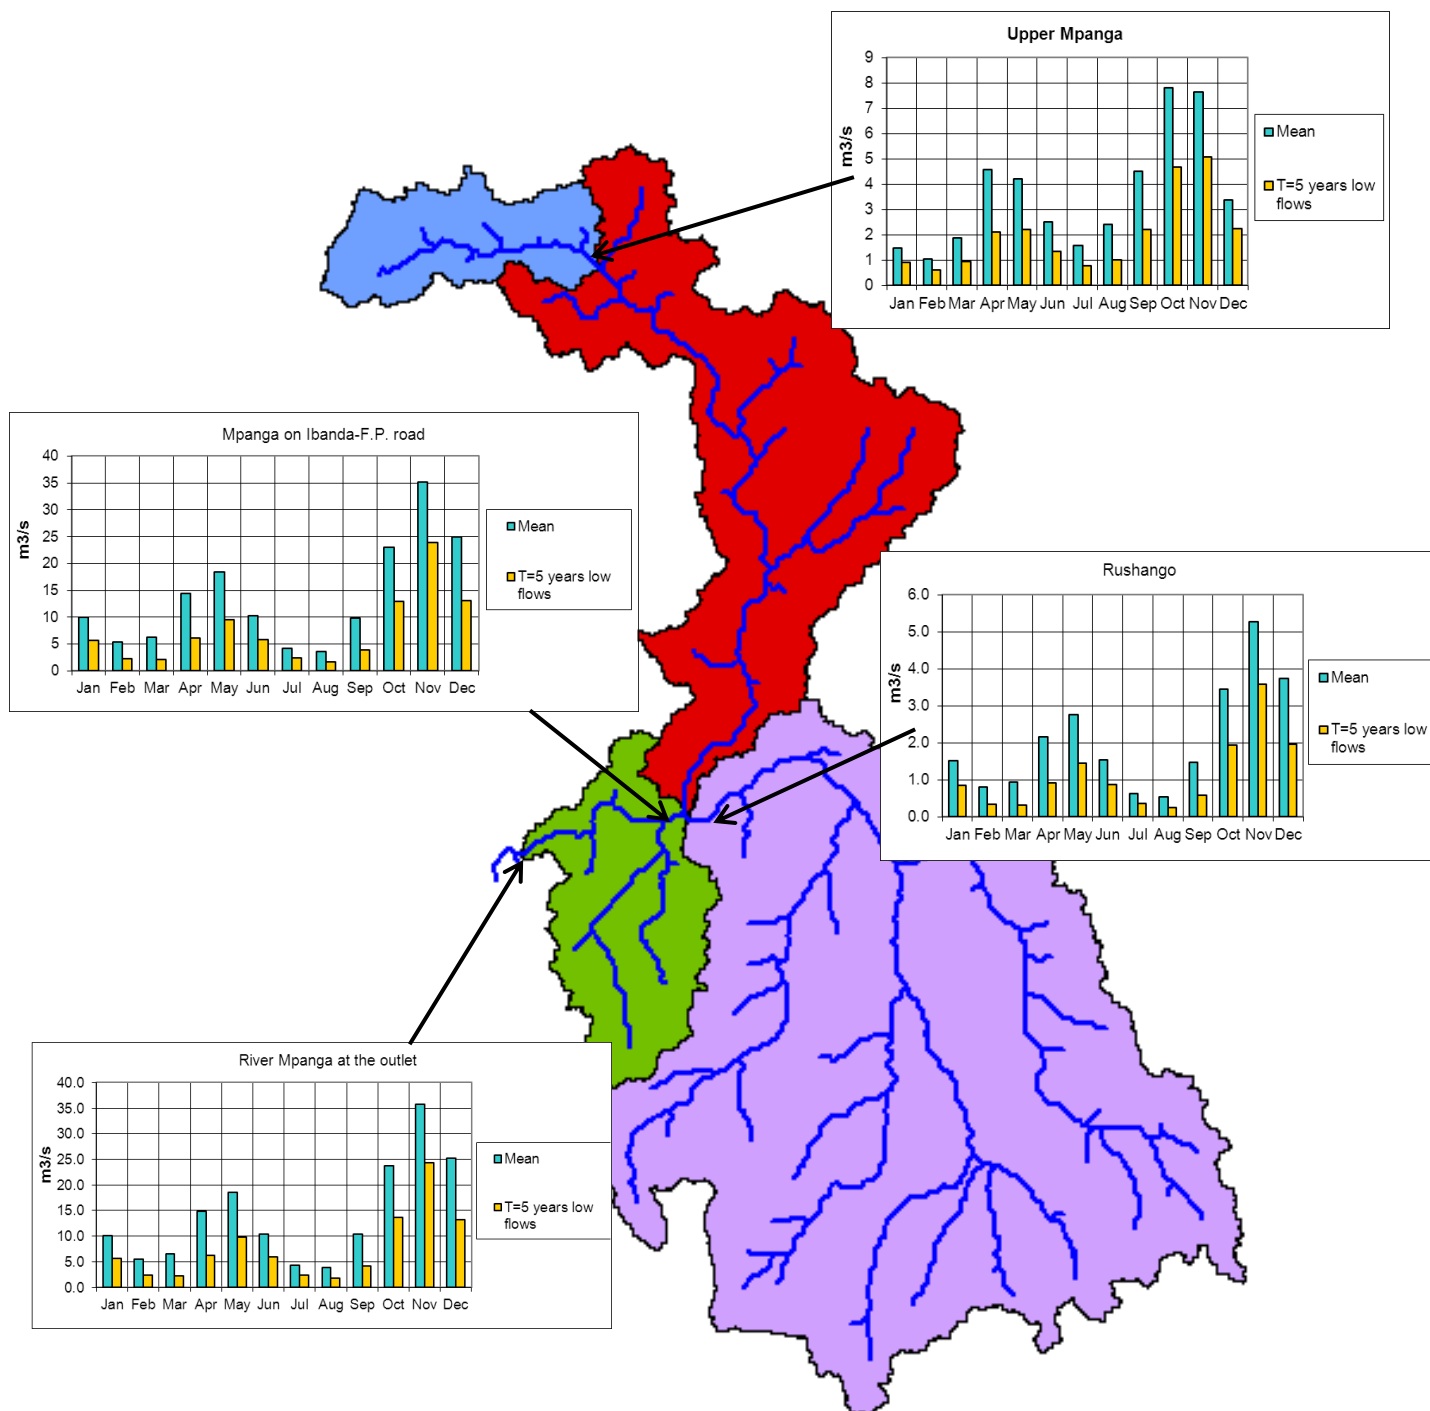 Upper Mpanga
9
8
7
6
5
4
3
2
1
0
m3/s
Jan Feb Mar Apr May Jun Jul Aug Sep Oct Nov Dec
Mean
T=5 years low
flows
Mpanga on Ibanda-F.P. road
40
35
30
25
20
15
10
5
0
m3/s
Jan Feb Mar Apr May Jun Jul Aug Sep Oct Nov Dec
Mean
T=5 years low
flows
Rushango
6.0
5.0
4.0
3.0
2.0
1.0
0.0
m3/s
Jan Feb Mar Apr May Jun Jul Aug Sep Oct Nov Dec
Mean
T=5 years low
flows
River Mpanga at the outlet
40.0
35.0
30.0
25.0
20.0
15.0
10.0
5.0
0.0
m3/s
Jan Feb Mar Apr May Jun Jul Aug Sep Oct Nov Dec
Mean
T=5 years low
flows